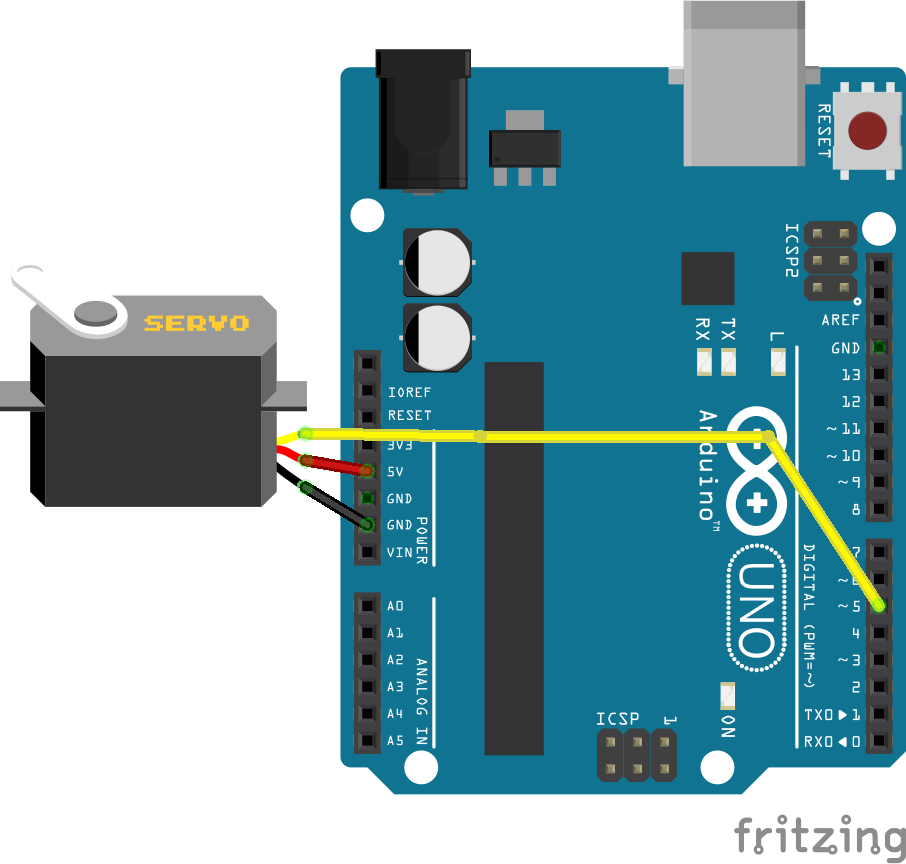 RESET
ICSP2
SERVO
AREF
GND
RX
TX
L
IOREF
RESET
3V3
5V
GND
GND
VIN
POWER
13
12
~11
~10
~9
8
Arduino™
7
~5
4
~3
2
TX0▶1
RX0◀0
DIGITAL (PWM=~)
UNO
A0
A1
A2
A3
A4
A5
ANALOG IN
ICSP
1
ON
fritzing